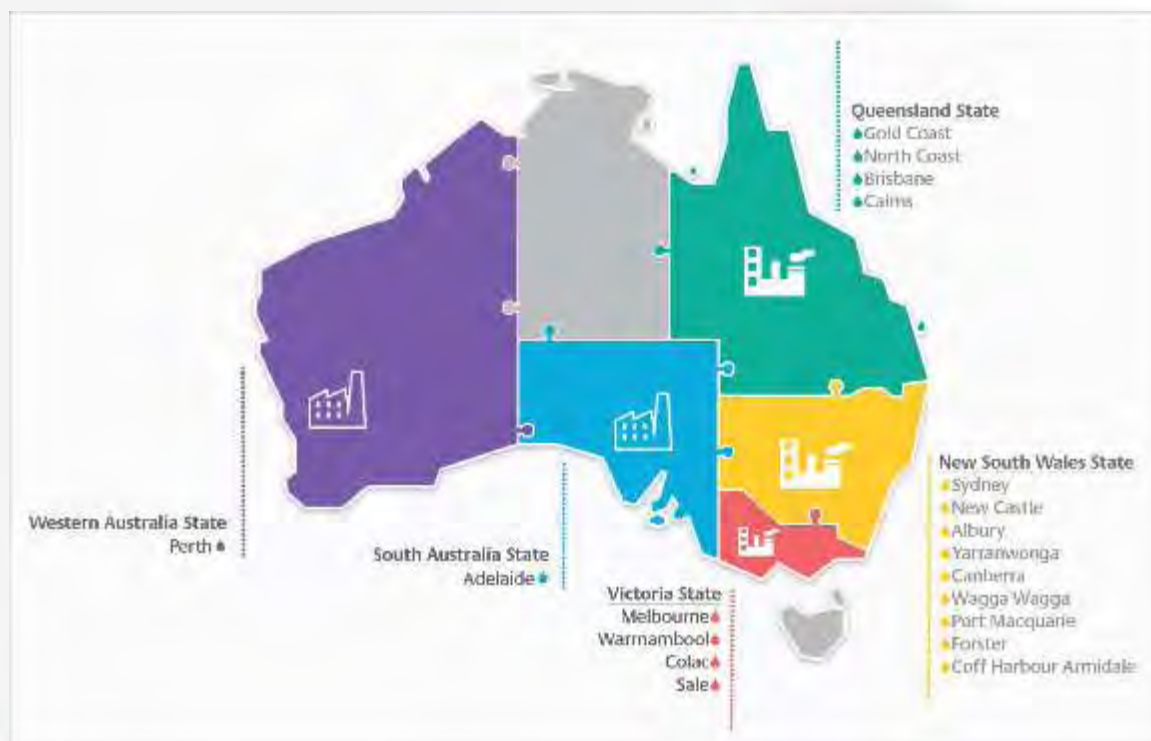 Queensland State
Gold Coast
North Coast
Brisbane
Cairns
New South Wales State
Sydney
New Castle
Albury
Yarranwonga
Canberra
Wagga Wagga
Port Macquarie
Forster
Coff Harbour Armidale
Western Australia State
Perth
South Australia State
Adelaide
Victoria State
Melbourne
Warrnambool
Colac
Sale